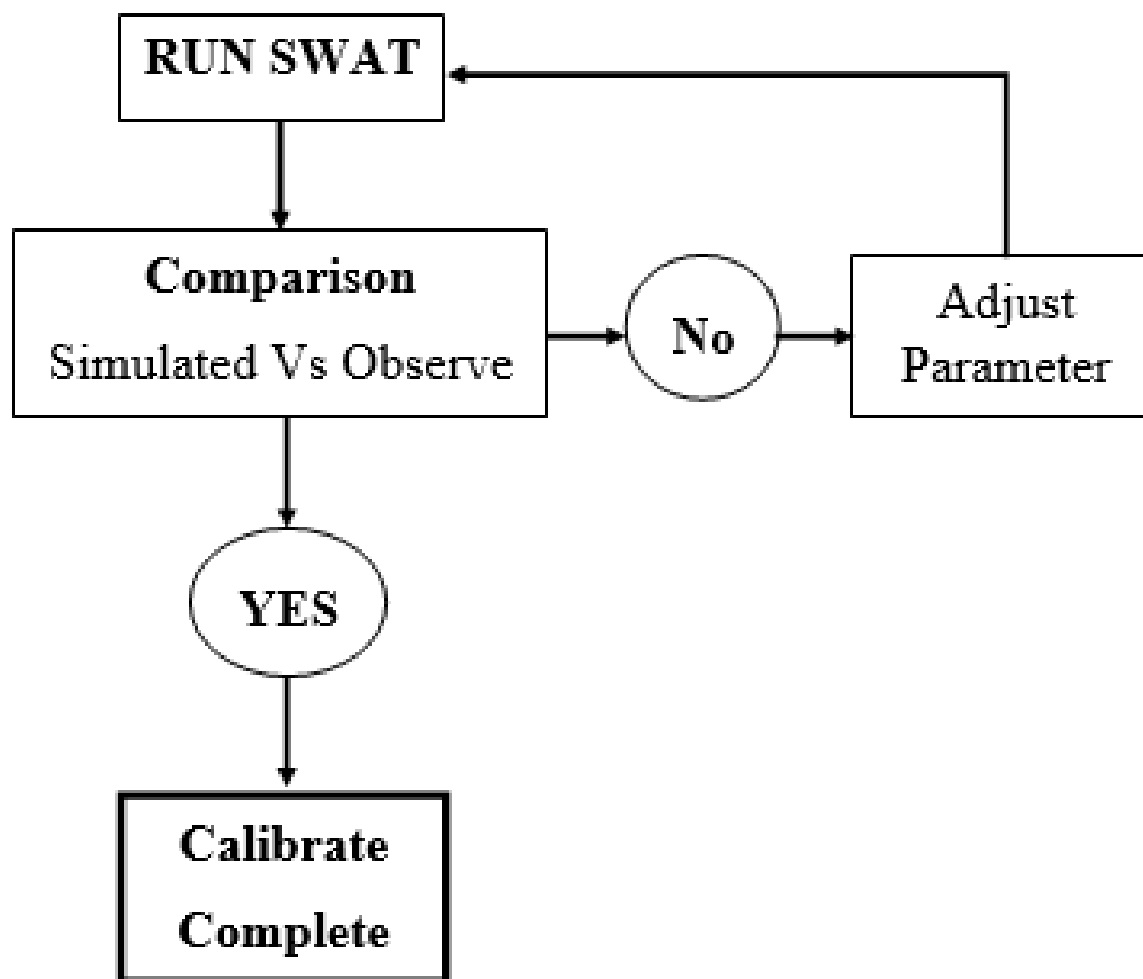 RUN SWAT
Comparison
Simulated Vs Observe
No
Adjust
Parameter
YES
Calibrate
Complete